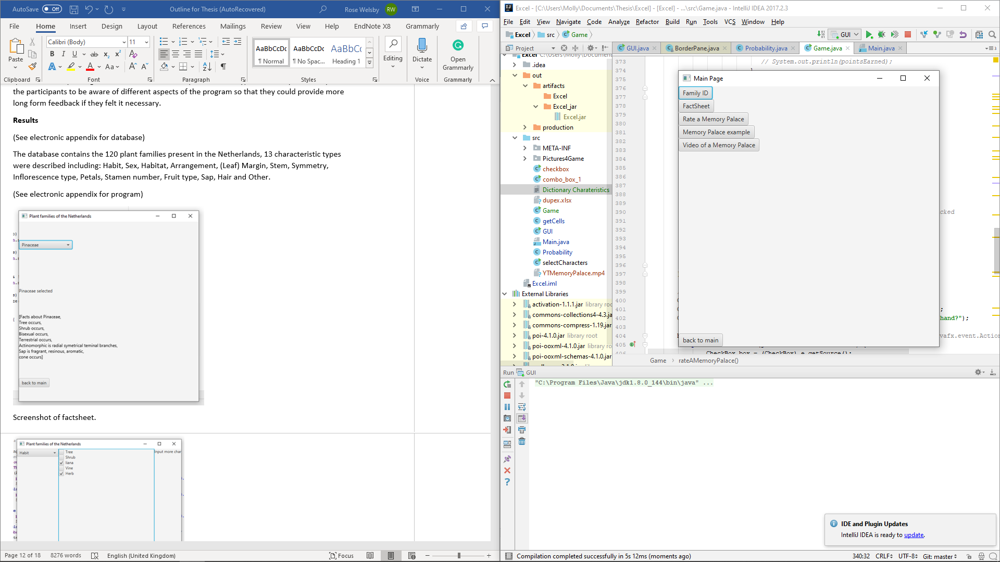 AutoSave Off
Outline for Thesis (AutoRecovered)
Rose Welsby RW
File Home Insert Design Layout References Mailings Review View Help EndNote X8 Grammarly
Paste
Calibri (Body) 11
AaBbCcDc AaBbCcDc AaBbCc
¶ Normal ¶ No Spac... Heading 1
Editing Dictate Open Grammarly
Clipboard Font Paragraph Styles Voice Grammarly
the participants to be aware of different aspects of the program so that they could provide more
long form feedback if they felt it necessary.
Results
(See electronic appendix for database)
The database contains the 120 plant families present in the Netherlands, 13 characteristic types
were described including: Habit, Sex, Habitat, Arrangement, (Leaf) Margin, Stem, Symmetry,
Inflorescence type, Petals, Stamen number, Fruit type, Sap, Hair and Other.
(See electronic appendix for program)
Plant families of the Netherlands
Pinaceae
Pinaceae selected
[Facts about Pinaceae,
Tree occurs,
Shrub occurs,
Bisexual occurs,
Terrestrial occurs,
Actinomorphic is radial symetrical teminal branches,
Sap is fragrant, resinous, aromatic,
cone occurs]
back to main
Screenshot of factsheet.
Plant families of the Netherlands
Habit
Tree
Shrub
liana
Vine
Herb
Input more char
Page 12 of 18 8276 words English (United Kingdom) Focus
Excel - [C:\Users\Molly\Documents\Thesis\Excel] - [Excel] - ...\src\Game.java - IntelliJ IDEA 2017.2.3
File Edit View Navigate Code Analyze Refactor Build Run Tools VCS Window Help
Excel src Game GUI
Project
GUI.java BorderPane.java Probability.java Game.java Main.java
Excel C:\Users\Molly\Document
.idea
out
artifacts
Excel
Excel_jar
Excel.jar
production
src
META-INF
Pictures4Game
checkbox
combo_box_1
Dictionary Charateristics
dupex.xlsx
Game
getCells
GUI
Main.java
Probability
selectCharacters
YTMemoryPalace.mp4
Excel.iml
External Libraries
activation-1.1.1.jar library roo
commons-collections4-4.3.ja
commons-compress-1.19.jar
poi-4.1.0.jar library root
poi-ooxml-4.1.0.jar library ro
poi-ooxml-schemas-4.1.0.jar
373
374
375
376
377
378
379
380
381
382
383
384
385
386
387
388
389
390
391
392
393
394
395
396
397
398
399
400
401
402
403
404
405
// System.out.println(pointsEarned);
cked
;
hand?");
vafx.event.Action
CheckBox box = (CheckBox) e.getSource();
Main Page
Family ID
FactSheet
Rate a Memory Palace
Memory Palace example
Video of a Memory Palace
back to main
Game rateAMemoryPalace()
Run GUI
"C:\Program Files\Java\jdk1.8.0_144\bin\java" ...
IDE and Plugin Updates
IntelliJ IDEA is ready to update.
Compilation completed successfully in 5s 12ms (moments ago)
340:32 CRLF UTF-8 Git: master